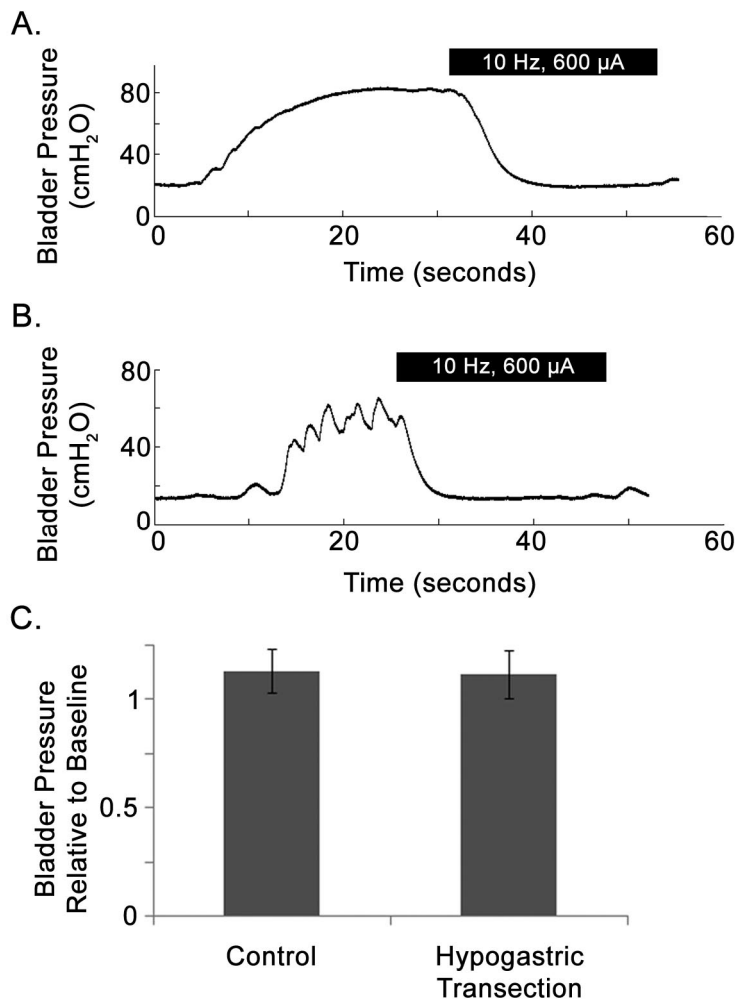 A.
10 Hz, 600 µA
Bladder Pressure
(cmH₂O)
80
40
0
0
20
40
60
Time (seconds)
B.
10 Hz, 600 µA
Bladder Pressure
(cmH₂O)
80
40
0
0
20
40
60
Time (seconds)
C.
Bladder Pressure
Relative to Baseline
1
0.5
0
Control
Hypogastric
Transection